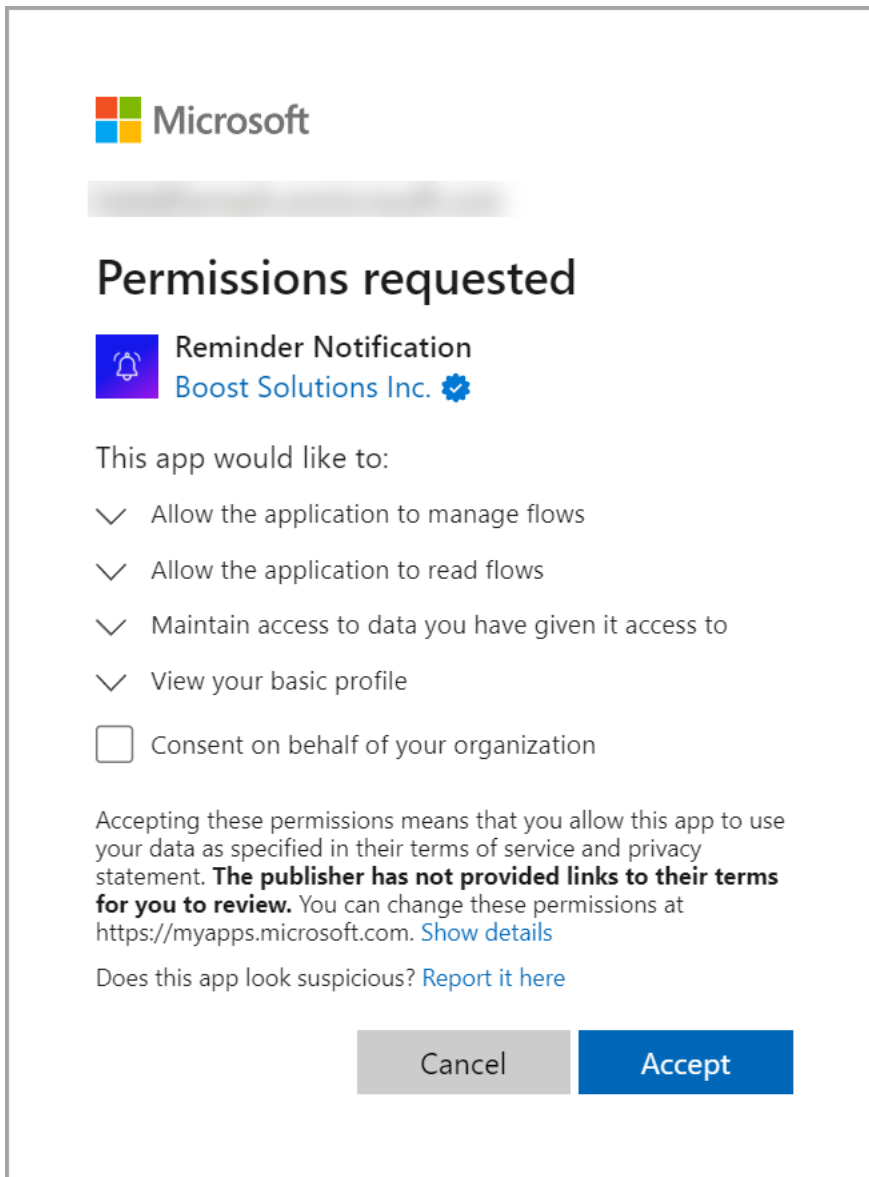 Microsoft
Permissions requested
Reminder Notification
Boost Solutions Inc.
This app would like to:
Allow the application to manage flows
Allow the application to read flows
Maintain access to data you have given it access to
View your basic profile
Consent on behalf of your organization
Accepting these permissions means that you allow this app to use
your data as specified in their terms of service and privacy
statement. The publisher has not provided links to their terms
for you to review. You can change these permissions at
https://myapps.microsoft.com. Show details
Does this app look suspicious? Report it here
Cancel Accept